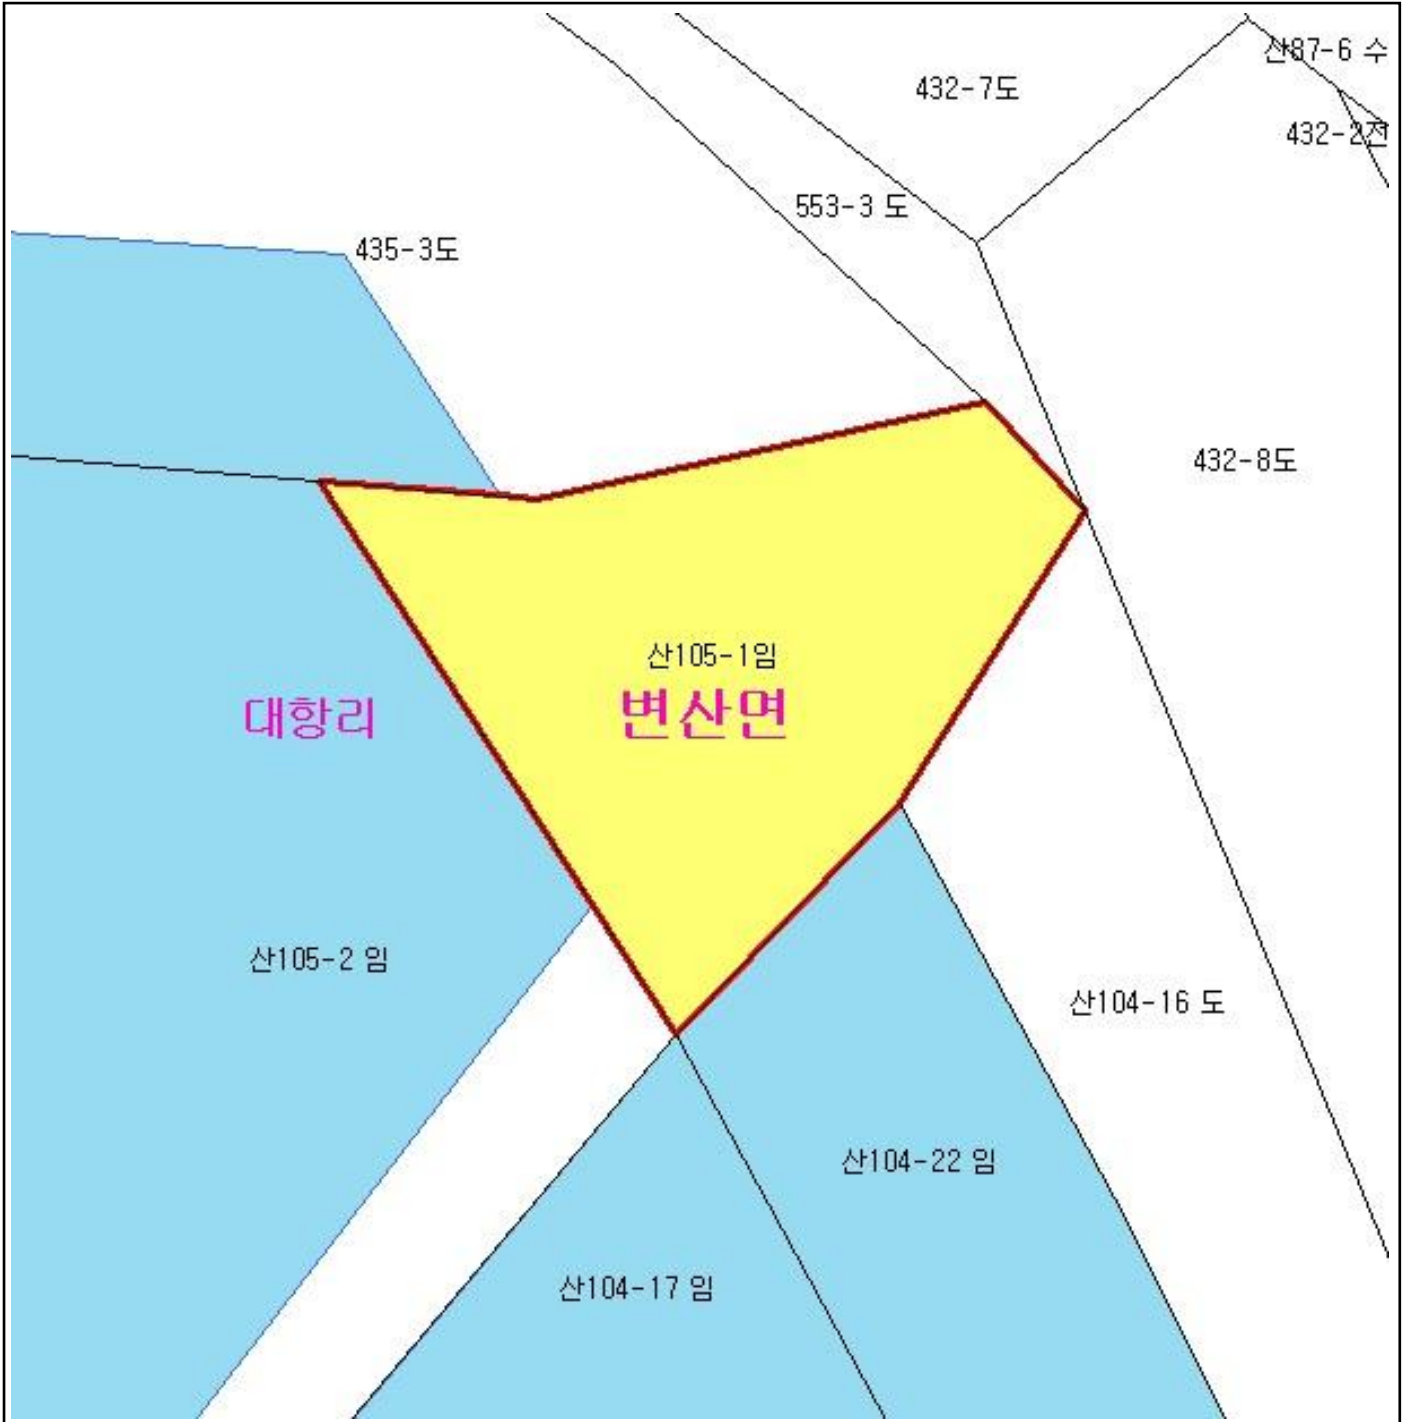 산87-6 수
432-7도
432-2전
553-3 도
435-3도
432-8도
산105-1임
대항리
변산면
산105-2 임
산104-16 도
산104-22 임
산104-17 임